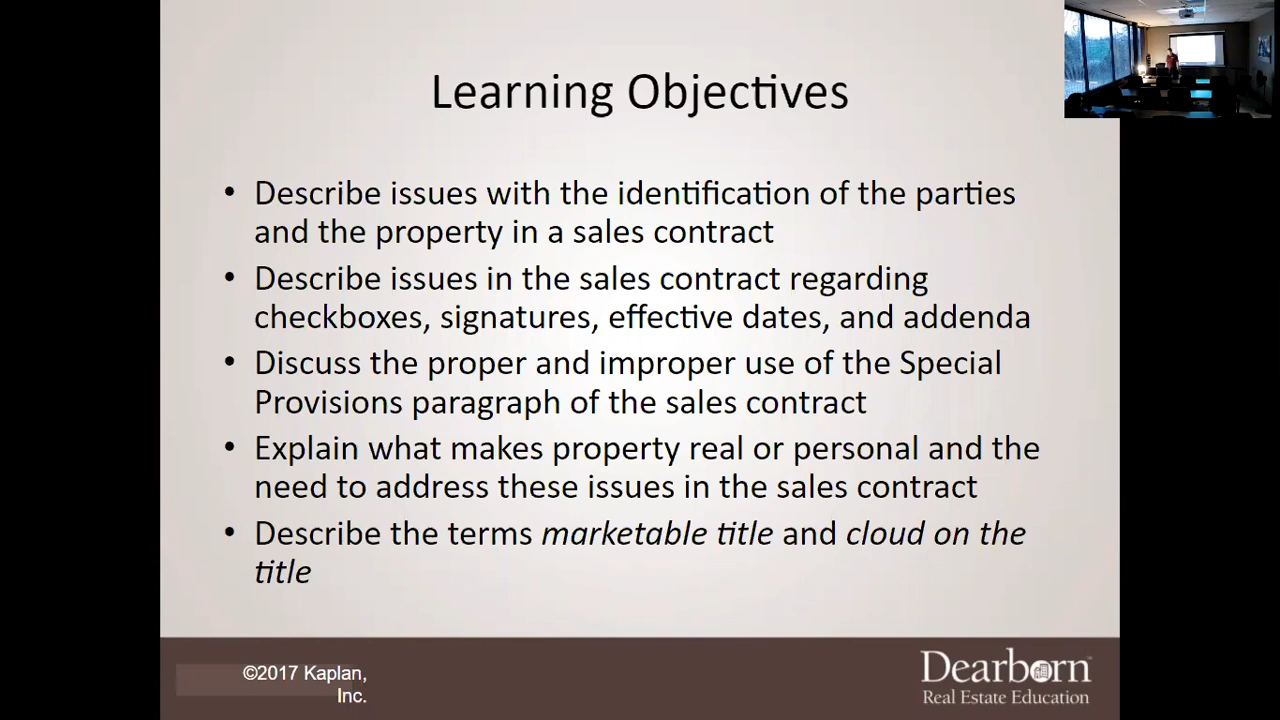 Learning Objectives
• Describe issues with the identification of the parties
and the property in a sales contract
• Describe issues in the sales contract regarding
checkboxes, signatures, effective dates, and addenda
• Discuss the proper and improper use of the Special
Provisions paragraph of the sales contract
• Explain what makes property real or personal and the
need to address these issues in the sales contract
• Describe the terms marketable title and cloud on the
title
©2017 Kaplan,
Inc.
Dearborn™
Real Estate Education